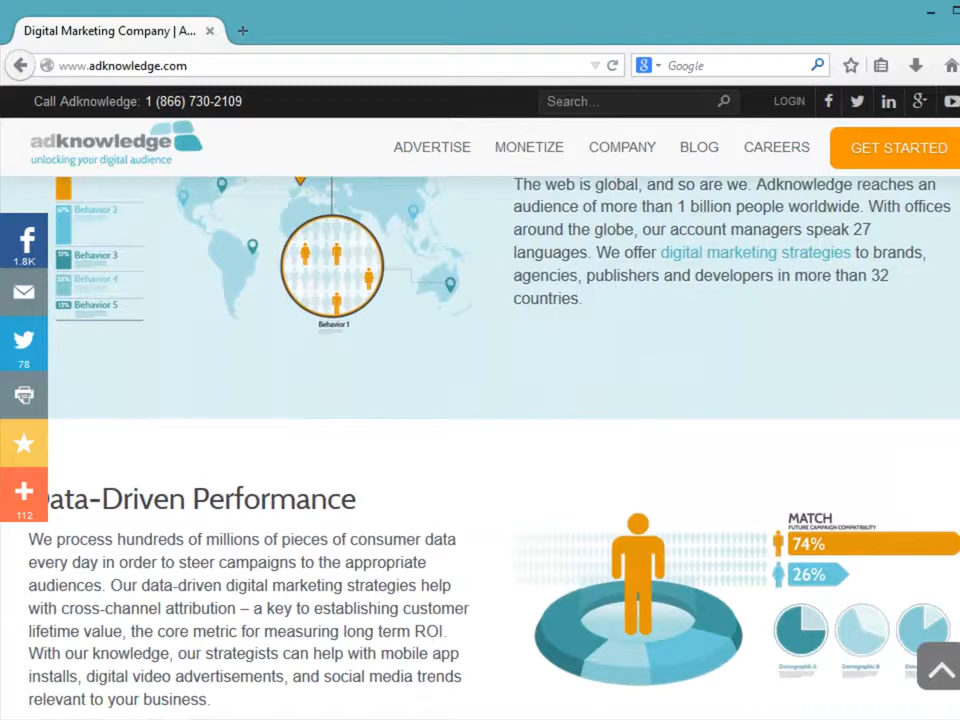 Digital Marketing Company | A...
www.adknowledge.com
Google
Call Adknowledge: 1 (866) 730-2109
Search...
LOGIN
adknowledge
unlocking your digital audience
ADVERTISE
MONETIZE
COMPANY
BLOG
CAREERS
GET STARTED
Behavior 3
Behavior 5
Behavior 1
The web is global, and so are we. Adknowledge reaches an
audience of more than 1 billion people worldwide. With offices
around the globe, our account managers speak 27
languages. We offer digital marketing strategies to brands,
agencies, publishers and developers in more than 32
countries.
1.8K
78
112
ata-Driven Performance
We process hundreds of millions of pieces of consumer data
every day in order to steer campaigns to the appropriate
audiences. Our data-driven digital marketing strategies help
with cross-channel attribution – a key to establishing customer
lifetime value, the core metric for measuring long term ROI.
With our knowledge, our strategists can help with mobile app
installs, digital video advertisements, and social media trends
relevant to your business.
MATCH
FUTURE CAMPAIGN COMPATIBILITY
74%
26%